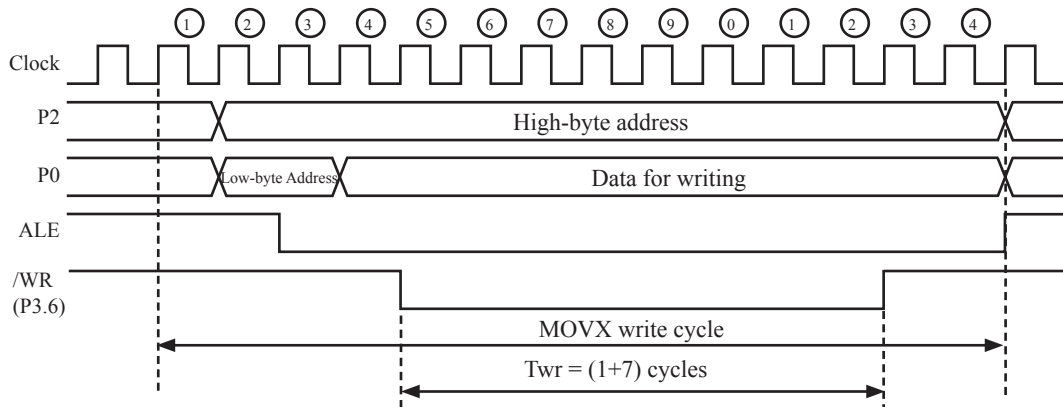 1 2 3 4 5 6 7 8 9 0 1 2 3 4
Clock
P2 High-byte address
P0 Low-byte Address Data for writing
ALE
/WR
(P3.6)
MOVX write cycle
Twr = (1+7) cycles